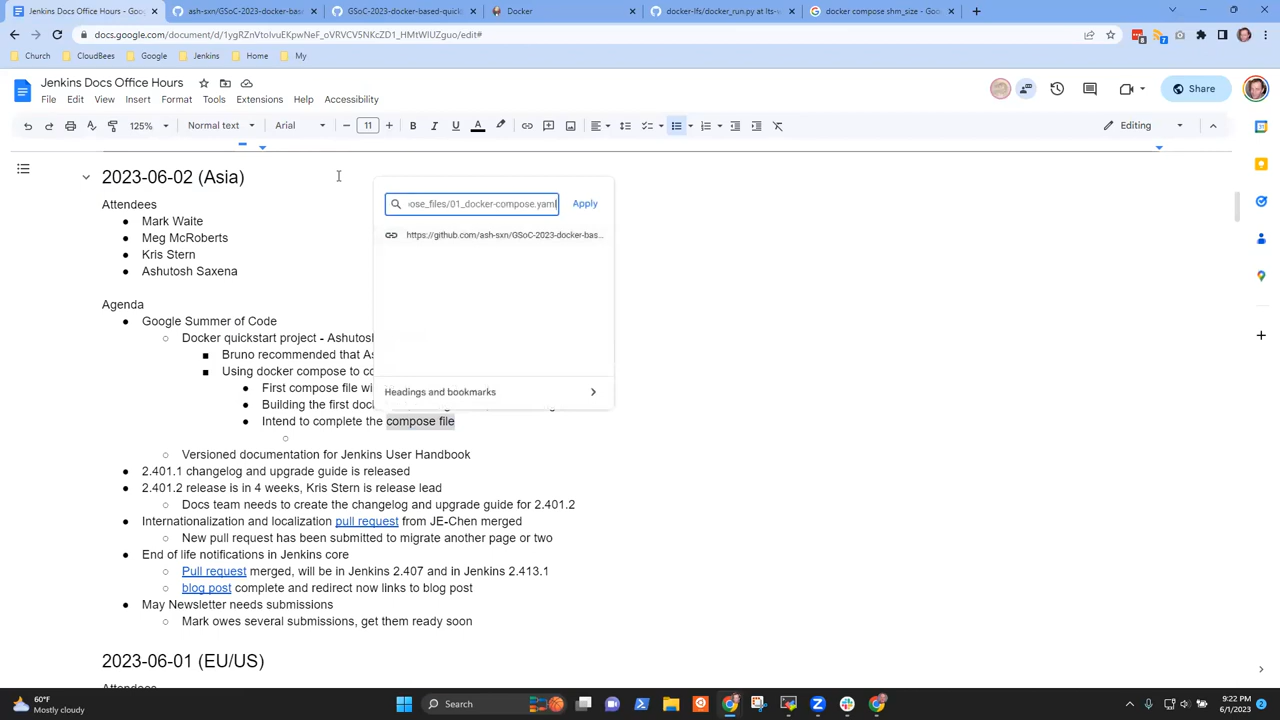 Jenkins Docs Office Hours
ash-sxn/GSoC-2023-docker-base
GSoC-2023-docker-based-quick
Docker
docker-lfs/docker_run.py at lts-w
docker compose shm_size - Goo
docs.google.com/document/d/1ygRZnVtoIvuEKpwNeF_oVRVCV5NKcZD1_HMtWIUZguo/edit#
Church
CloudBees
Google
Jenkins
Home
My
Jenkins Docs Office Hours
File Edit View Insert Format Tools Extensions Help Accessibility
Share
125% Normal text Arial 11 B I U A Editing
2023-06-02 (Asia)
Attendees
Mark Waite
Meg McRoberts
Kris Stern
Ashutosh Saxena
ose_files/01_docker-compose.yaml Apply
https://github.com/ash-sxn/GSoC-2023-docker-bas...
Headings and bookmarks
Agenda
Google Summer of Code
Docker quickstart project - Ashutosh
Bruno recommended that As
Using docker compose to co
First compose file wi
Building the first dock
Intend to complete the compose file
Versioned documentation for Jenkins User Handbook
2.401.1 changelog and upgrade guide is released
2.401.2 release is in 4 weeks, Kris Stern is release lead
Docs team needs to create the changelog and upgrade guide for 2.401.2
Internationalization and localization pull request from JE-Chen merged
New pull request has been submitted to migrate another page or two
End of life notifications in Jenkins core
Pull request merged, will be in Jenkins 2.407 and in Jenkins 2.413.1
blog post complete and redirect now links to blog post
May Newsletter needs submissions
Mark owes several submissions, get them ready soon
2023-06-01 (EU/US)
Attendees
60°F
Mostly cloudy
Search
9:22 PM
6/1/2023